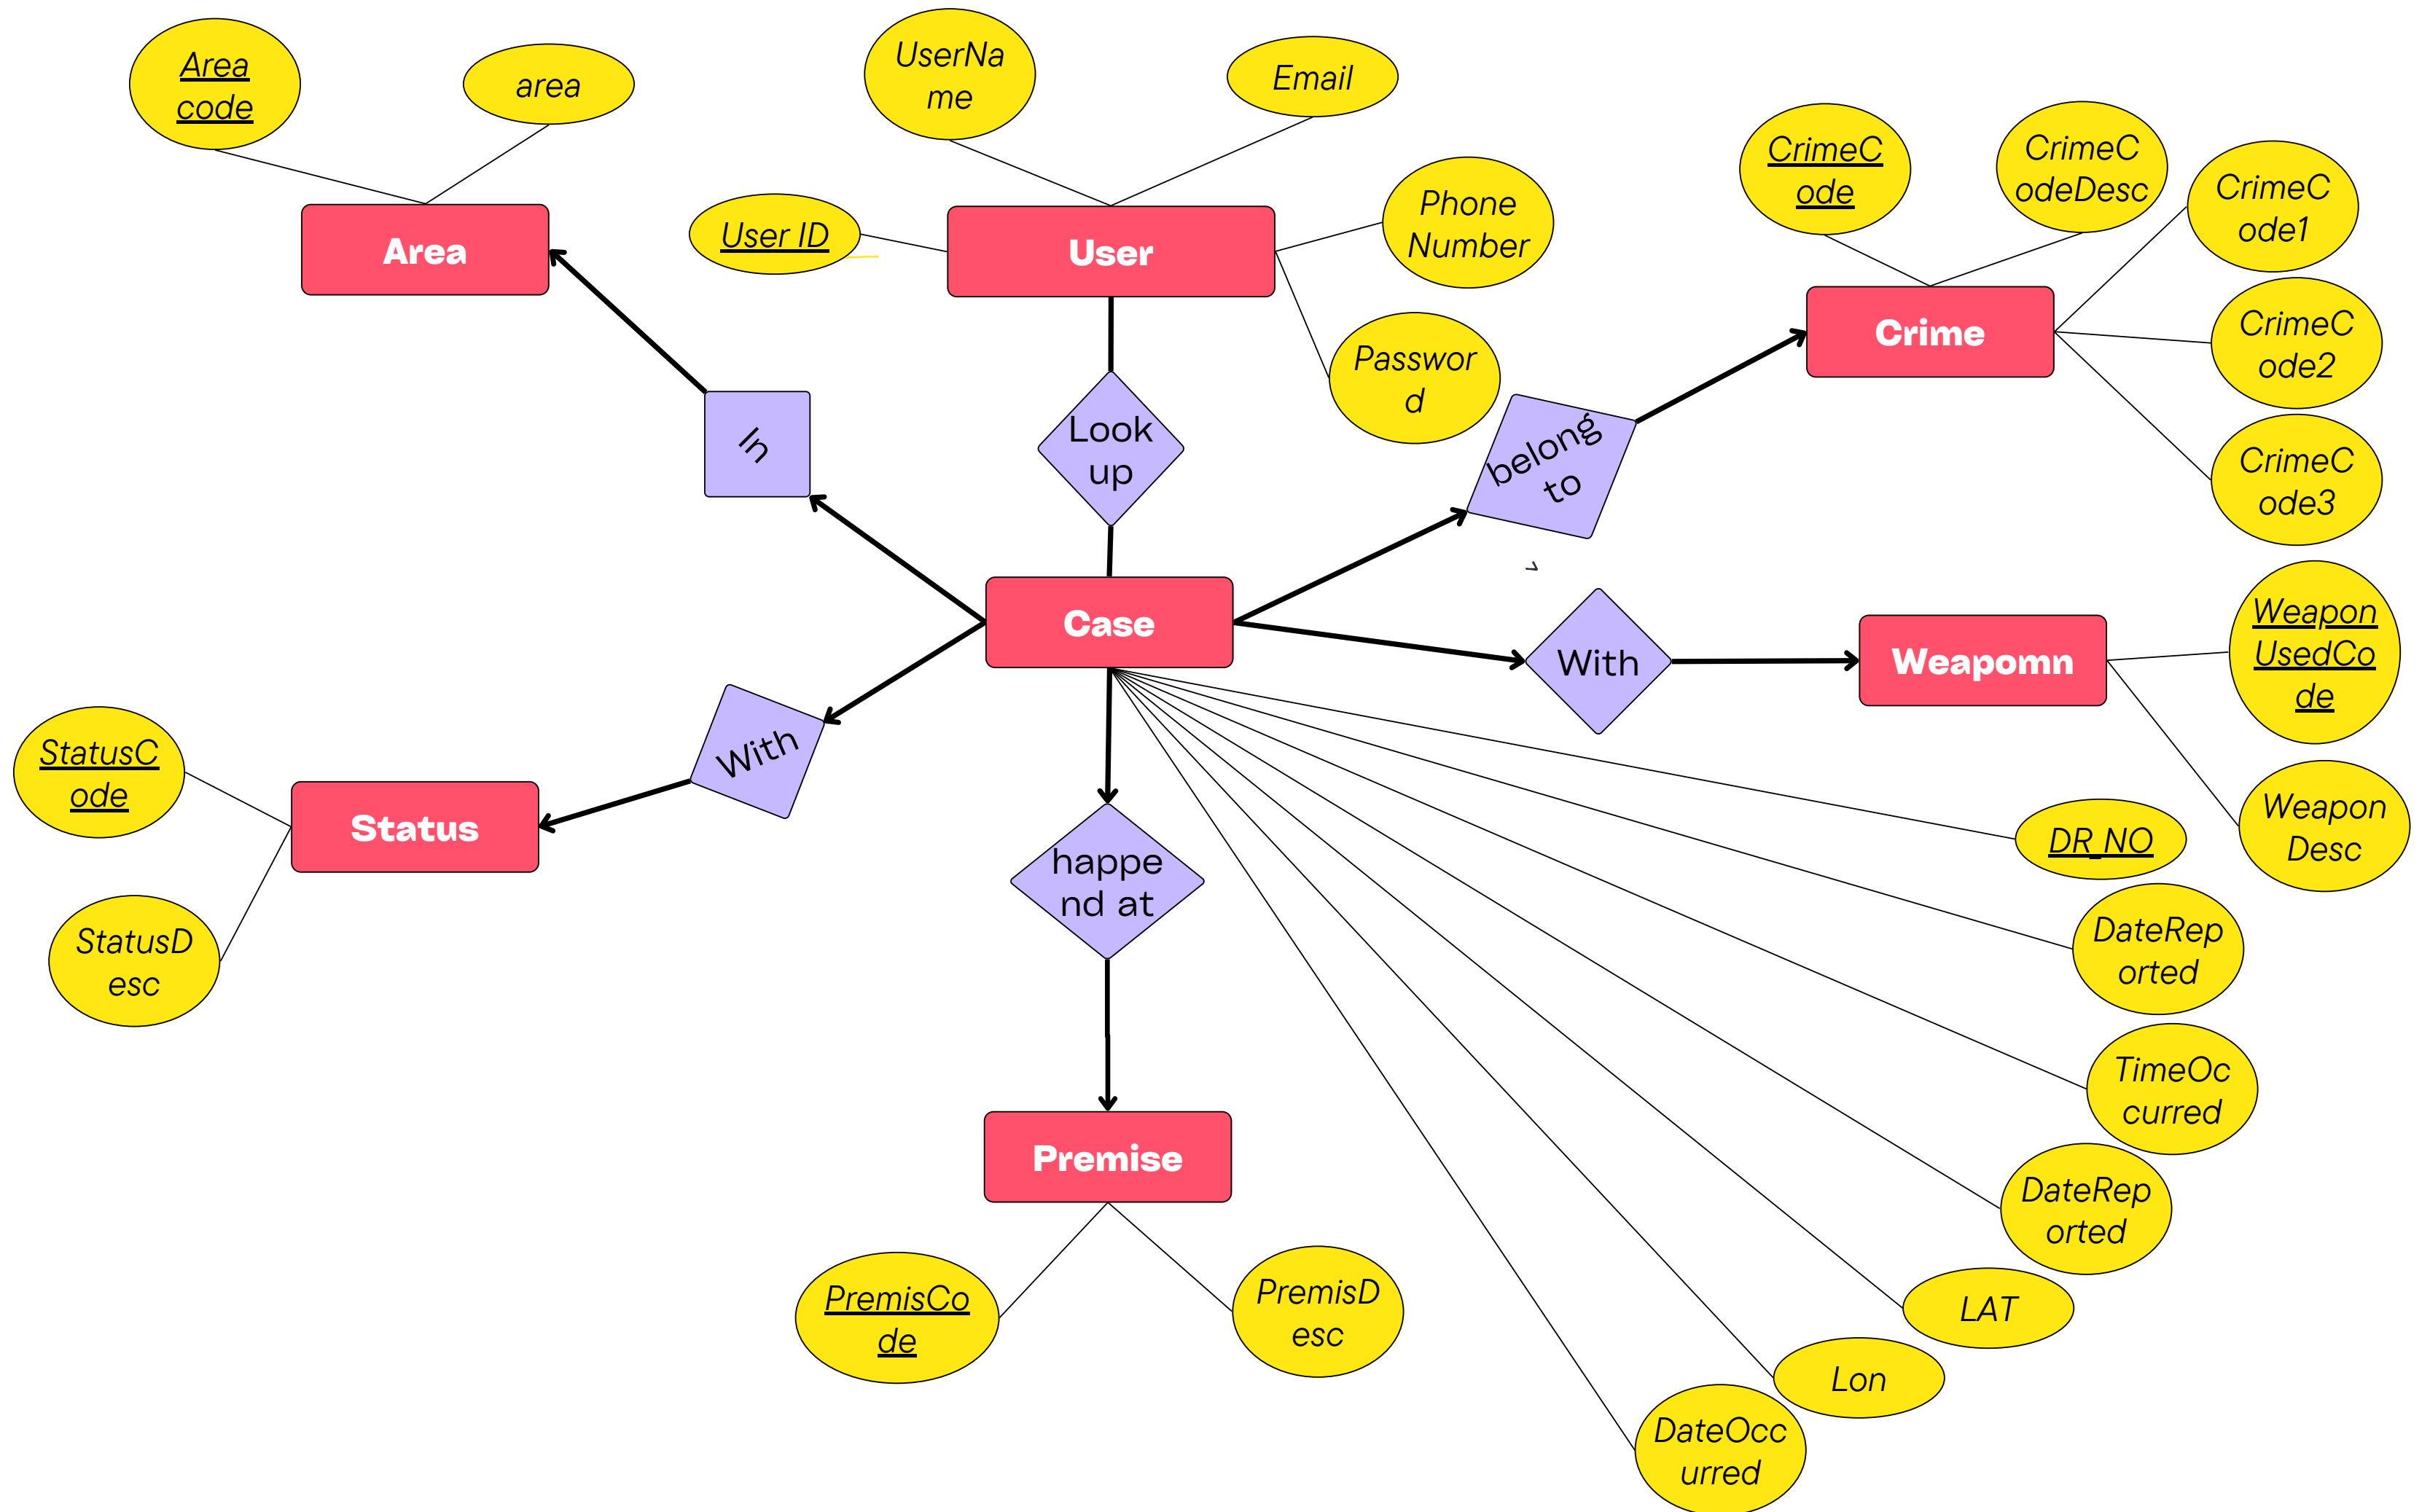 Area
code
area
UserNa
me
Email
User ID
Phone
Number
Passwor
d
CrimeC
ode
CrimeC
odeDesc
CrimeC
ode1
CrimeC
ode2
CrimeC
ode3
Area
User
Crime
In
Look
up
belong
to
Case
With
Weapomn
Weapon
UsedCo
de
Weapon
Desc
With
StatusC
ode
Status
StatusD
esc
happe
nd at
Premise
PremisCo
de
PremisD
esc
DR_NO
DateRep
orted
TimeOc
curred
DateRep
orted
LAT
Lon
DateOcc
urred